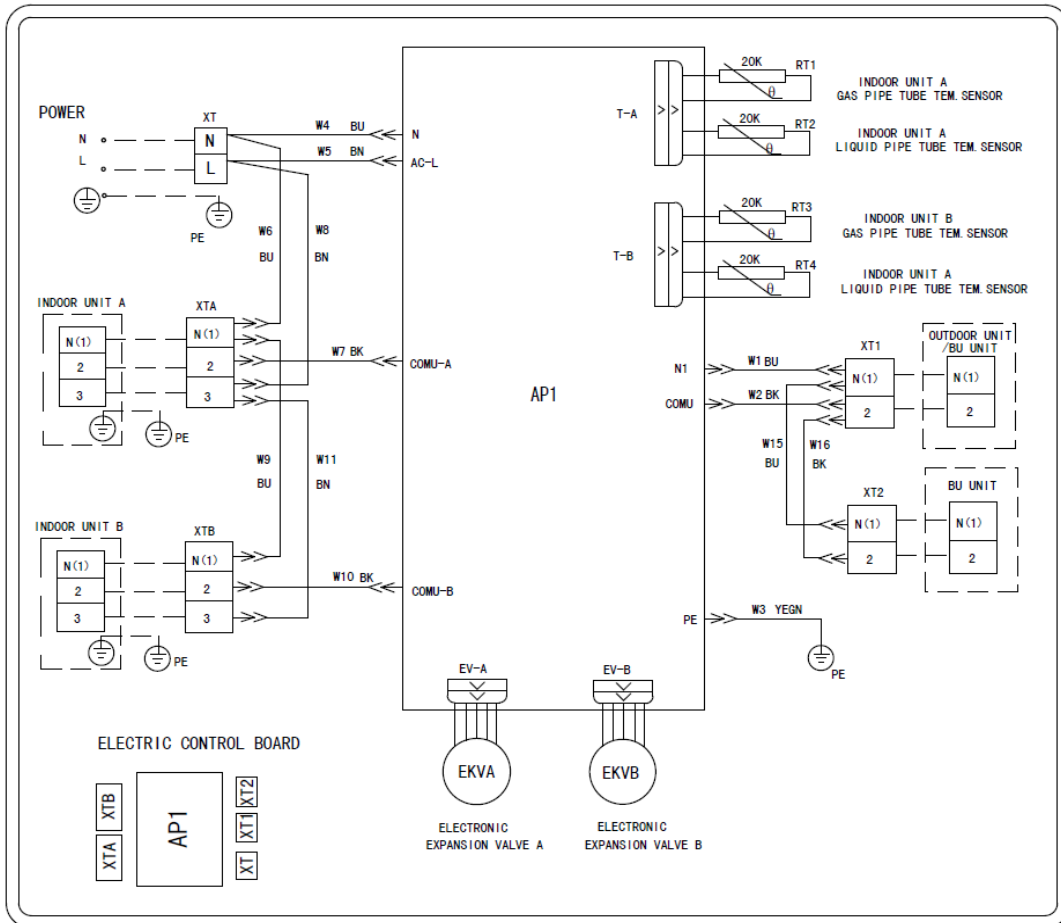 POWER
N
L
PE
XT
N
L
W4 BU
W5 BN
N
AC-L
W6
BU
W8
BN
INDOOR UNIT A
N(1)
2
3
PE
XTA
N(1)
2
3
W7 BK
COMU-A
W9
BU
W11
BN
INDOOR UNIT B
N(1)
2
3
PE
XTB
N(1)
2
3
W10 BK
COMU-B
AP1
T-A
20K
RT1
θ
INDOOR UNIT A
GAS PIPE TUBE TEM.SENSOR
20K
RT2
θ
INDOOR UNIT A
LIQUID PIPE TUBE TEM.SENSOR
T-B
20K
RT3
θ
INDOOR UNIT B
GAS PIPE TUBE TEM.SENSOR
20K
RT4
θ
INDOOR UNIT A
LIQUID PIPE TUBE TEM.SENSOR
N1
COMU
W1 BU
W2 BK
XT1
N(1)
2
OUTDOOR UNIT
/BU UNIT
N(1)
2
W15
BU
W16
BK
XT2
N(1)
2
BU UNIT
N(1)
2
PE
W3 YEGN
PE
EV-A
EV-B
EKVA
EKVB
ELECTRONIC
EXPANSION VALVE A
ELECTRONIC
EXPANSION VALVE B
ELECTRIC CONTROL BOARD
XTB
XTA
AP1
XT2
XT1
XT